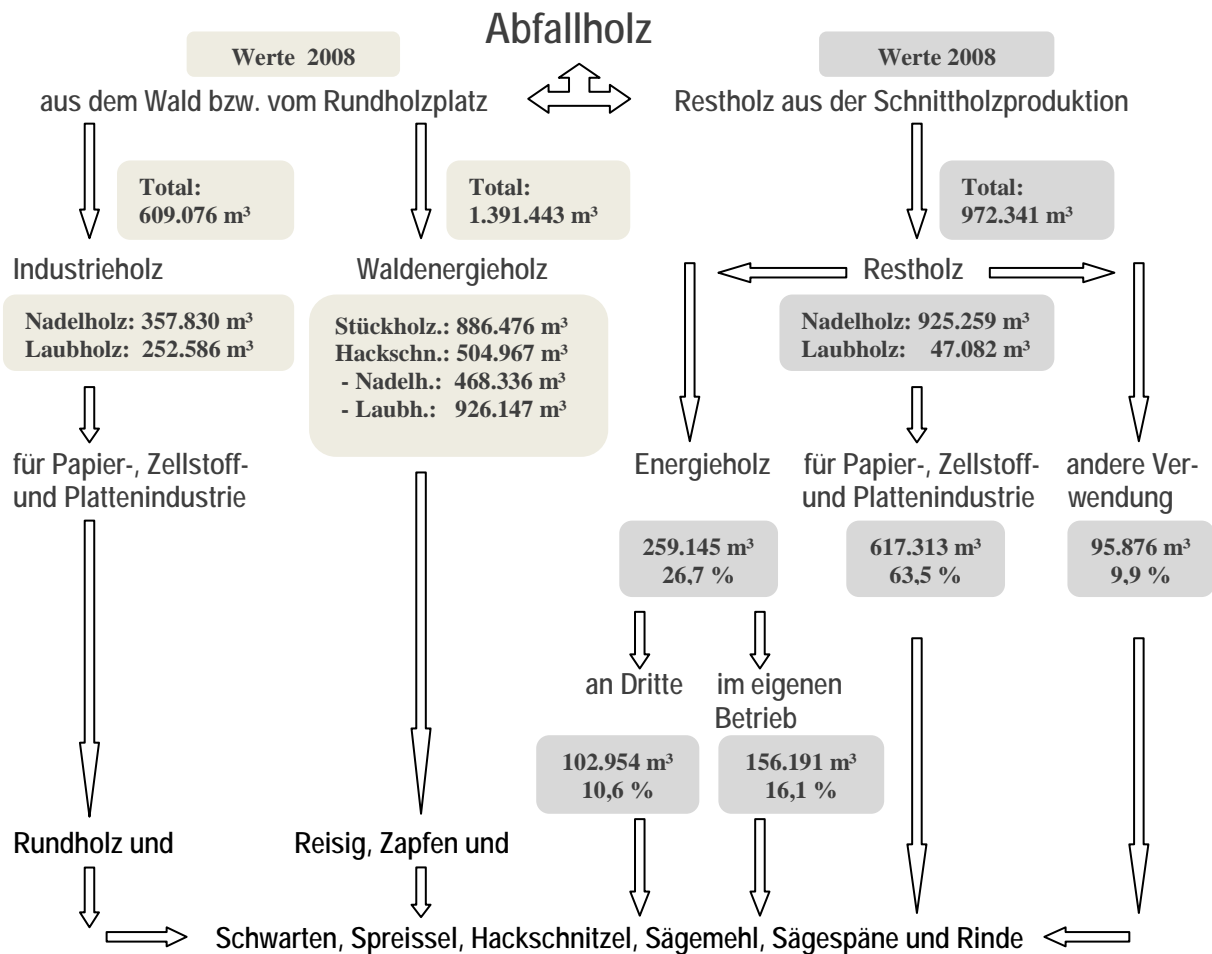 Abfallholz
Werte 2008
Werte 2008
aus dem Wald bzw. vom Rundholzplatz
Restholz aus der Schnittholzproduktion
Total:
609.076 m³
Total:
1.391.443 m³
Total:
972.341 m³
Industrieholz
Waldenergieholz
Restholz
Nadelholz: 357.830 m³
Laubholz: 252.586 m³
Stückholz.: 886.476 m³
Hackschn.: 504.967 m³
- Nadelh.: 468.336 m³
- Laubh.: 926.147 m³
Nadelholz: 925.259 m³
Laubholz: 47.082 m³
für Papier-, Zellstoff-
und Plattenindustrie
Energieholz
für Papier-, Zellstoff-
und Plattenindustrie
andere Ver-
wendung
259.145 m³
26,7 %
617.313 m³
63,5 %
95.876 m³
9,9 %
an Dritte
im eigenen
Betrieb
102.954 m³
10,6 %
156.191 m³
16,1 %
Rundholz und
Reisig, Zapfen und
Schwarten, Spreissel, Hackschnitzel, Sägemehl, Sägespäne und Rinde